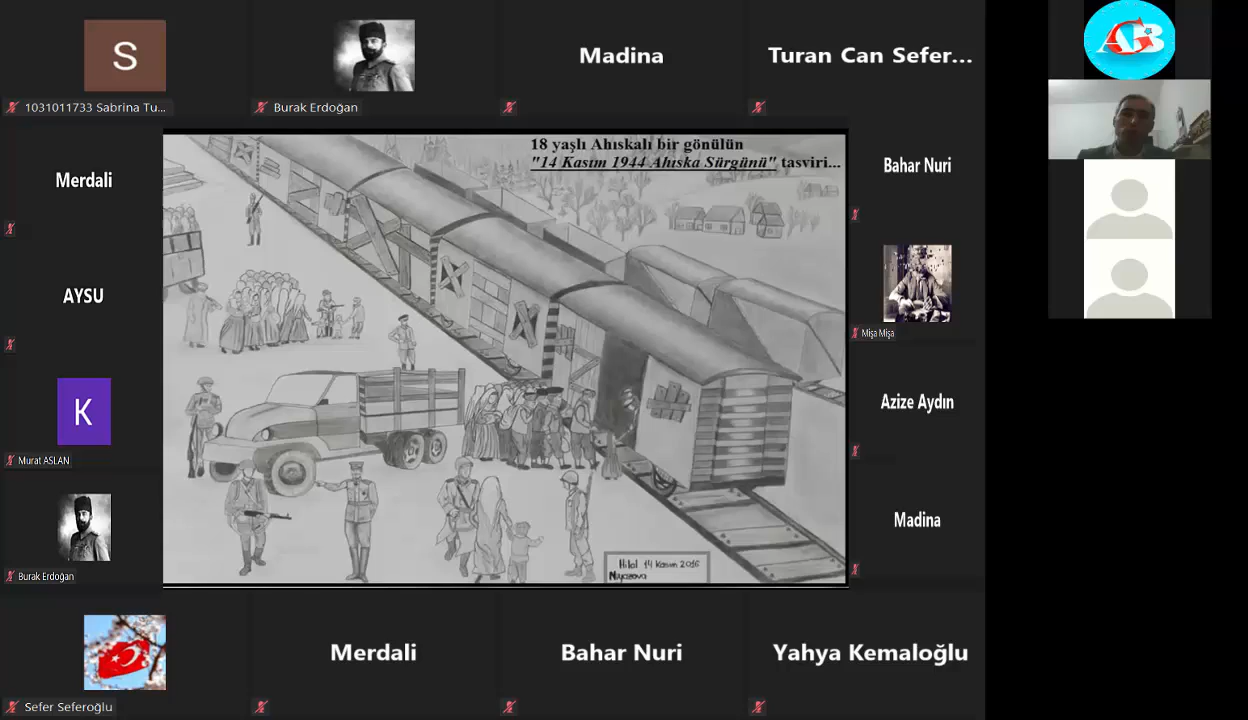 S
1031011733 Sabrina Tu...
Burak Erdoğan
Madina
Turan Can Sefer...
AGB
Merdali
18 yaşlı Ahıskalı bir gönülün
"14 Kasım 1944 Ahıska Sürgünü" tasviri...
Bahar Nuri
AYSU
Mişa Mişa
K
Murat ASLAN
Azize Aydın
Burak Erdoğan
Madina
Hilal 14 Kasım 2016
Niyazova
Sefer Seferoğlu
Merdali
Bahar Nuri
Yahya Kemaloğlu